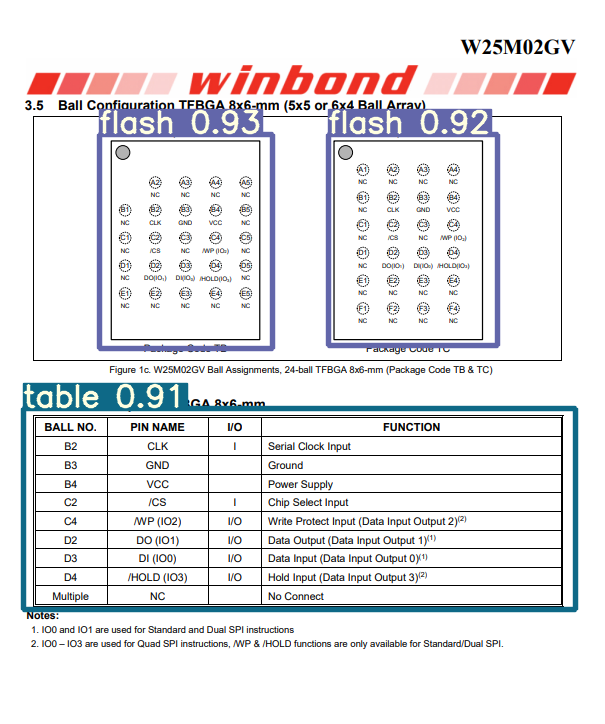 W25M02GV
winbond
3.5 Ball Configuration TFBGA 8x6-mm (5x5 or 6x4 Ball Array)
flash 0.93
A2 A3 A4 A5
NC NC NC NC
B1 B2 B3 B4 B5
NC CLK GND VCC NC
C1 C2 C3 C4 C5
NC /CS NC /WP (IO2) NC
D1 D2 D3 D4 D5
NC DO(IO1) DI(IO0) /HOLD(IO3) NC
E1 E2 E3 E4 E5
NC NC NC NC NC
Package Code TB
flash 0.92
A1 A2 A3 A4
NC NC NC NC
B1 B2 B3 B4
NC CLK GND VCC
C1 C2 C3 C4
NC /CS NC /WP (IO2)
D1 D2 D3 D4
NC DO(IO1) DI(IO0) /HOLD(IO3)
E1 E2 E3 E4
NC NC NC NC
F1 F2 F3 F4
NC NC NC NC
Package Code TC
Figure 1c. W25M02GV Ball Assignments, 24-ball TFBGA 8x6-mm (Package Code TB & TC)
table 0.91
8x6-mm
BALL NO. PIN NAME I/O FUNCTION
B2 CLK I Serial Clock Input
B3 GND Ground
B4 VCC Power Supply
C2 /CS I Chip Select Input
C4 /WP (IO2) I/O Write Protect Input (Data Input Output 2)(2)
D2 DO (IO1) I/O Data Output (Data Input Output 1)(1)
D3 DI (IO0) I/O Data Input (Data Input Output 0)(1)
D4 /HOLD (IO3) I/O Hold Input (Data Input Output 3)(2)
Multiple NC No Connect
Notes:
1. IO0 and IO1 are used for Standard and Dual SPI instructions
2. IO0 – IO3 are used for Quad SPI instructions, /WP & /HOLD functions are only available for Standard/Dual SPI.